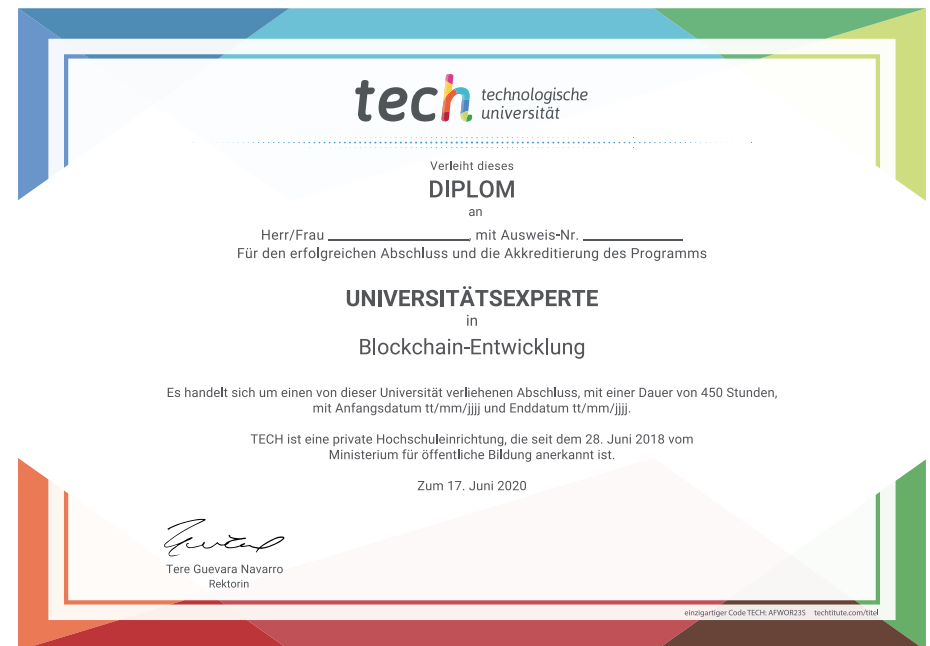 tech technologische
universität
Verleiht dieses
DIPLOM
an
Herr/Frau ____________________, mit Ausweis-Nr. ______________
Für den erfolgreichen Abschluss und die Akkreditierung des Programms
UNIVERSITÄTSEXPERTE
in
Blockchain-Entwicklung
Es handelt sich um einen von dieser Universität verliehenen Abschluss, mit einer Dauer von 450 Stunden,
mit Anfangsdatum tt/mm/jjjj und Enddatum tt/mm/jjjj.
TECH ist eine private Hochschuleinrichtung, die seit dem 28. Juni 2018 vom
Ministerium für öffentliche Bildung anerkannt ist.
Zum 17. Juni 2020
Tere Guevara Navarro
Rektorin
einzigartiger Code TECH: AFWOR23S techtitute.com/titel